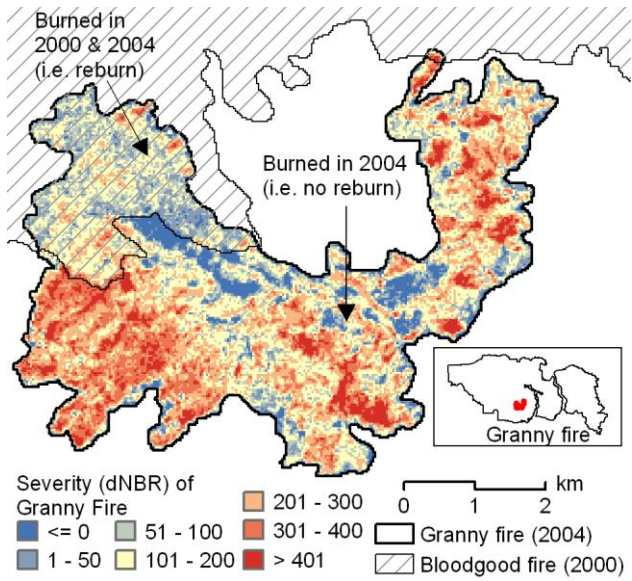 Burned in
2000 & 2004
(i.e. reburn)
Burned in 2004
(i.e. no reburn)
Granny fire
Severity (dNBR) of
Granny Fire
<= 0
1 - 50
51 - 100
101 - 200
201 - 300
301 - 400
> 401
0 1 2 km
Granny fire (2004)
Bloodgood fire (2000)